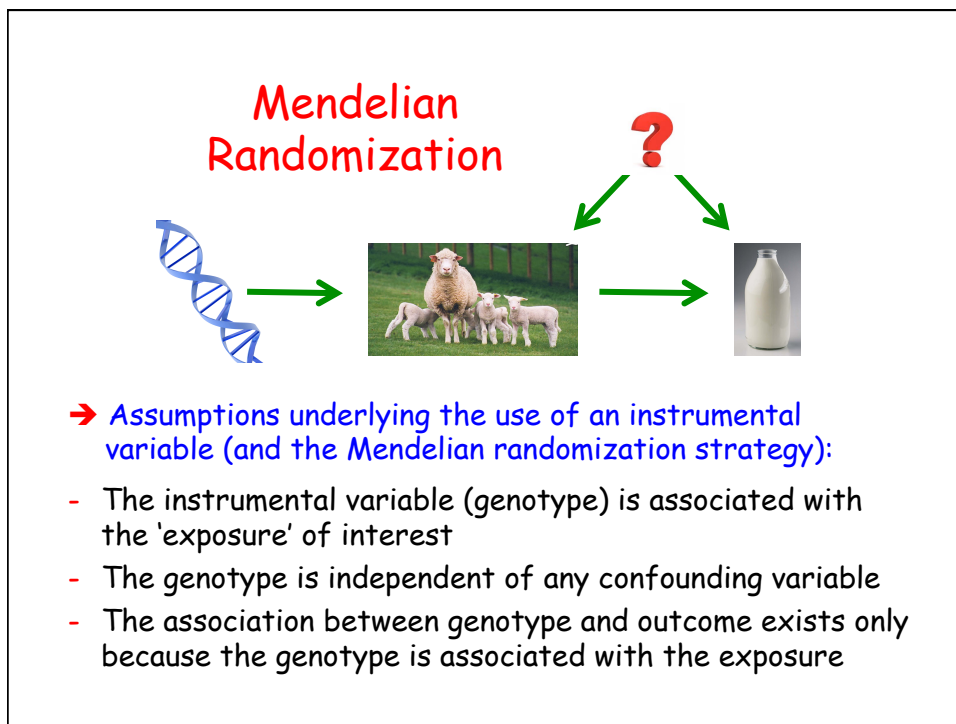 Mendelian
Randomization
?
➔ Assumptions underlying the use of an instrumental
variable (and the Mendelian randomization strategy):
- The instrumental variable (genotype) is associated with
the ‘exposure’ of interest
- The genotype is independent of any confounding variable
- The association between genotype and outcome exists only
because the genotype is associated with the exposure